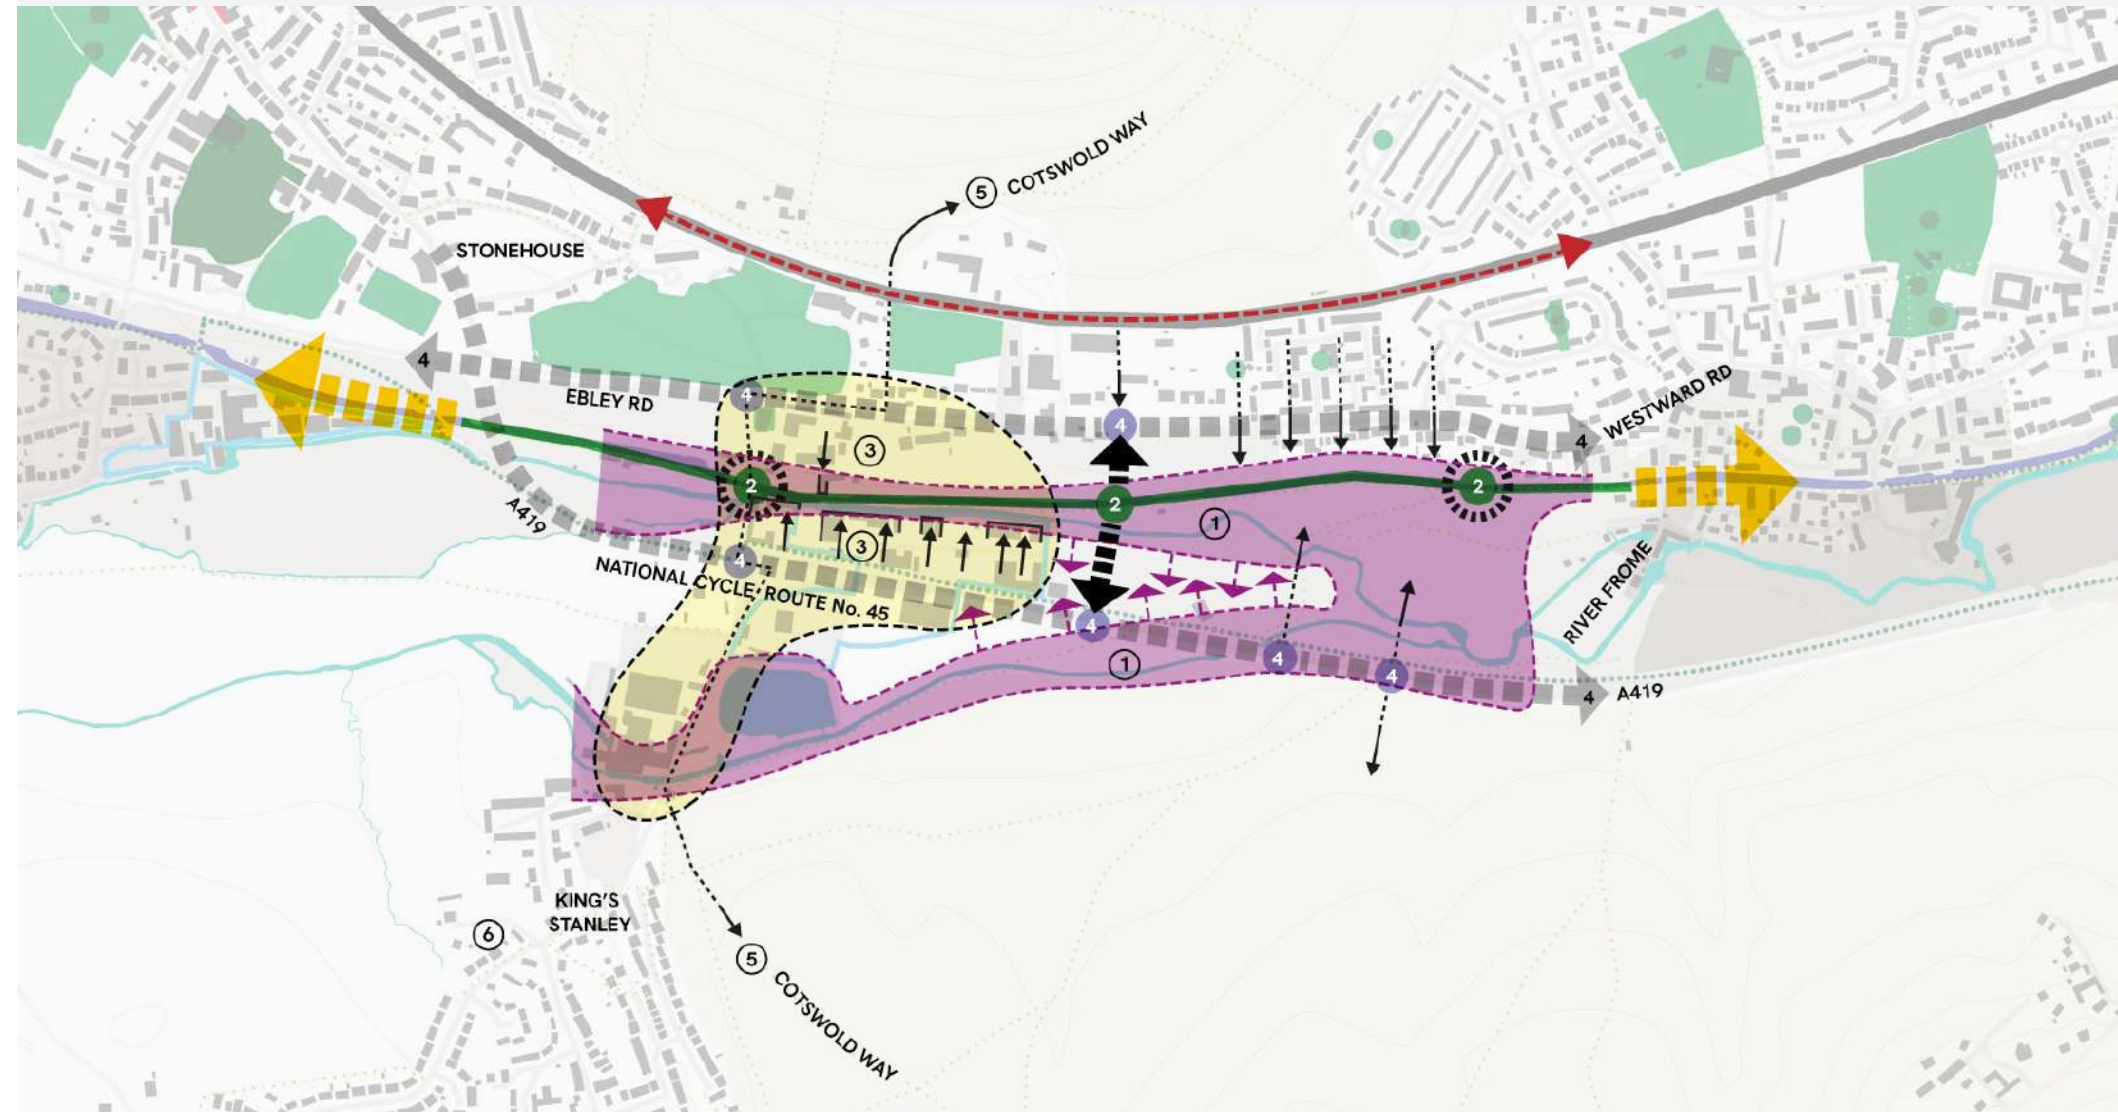 5 COTSWOLD WAY
STONEHOUSE
4
EBLEY RD
4
4
4 WESTWARD RD
3
2
2
2
1
A419
3
4
NATIONAL CYCLE ROUTE No. 45
4
RIVER FROME
1
4
4
4 A419
KING'S
STANLEY
6
5 COTSWOLD WAY